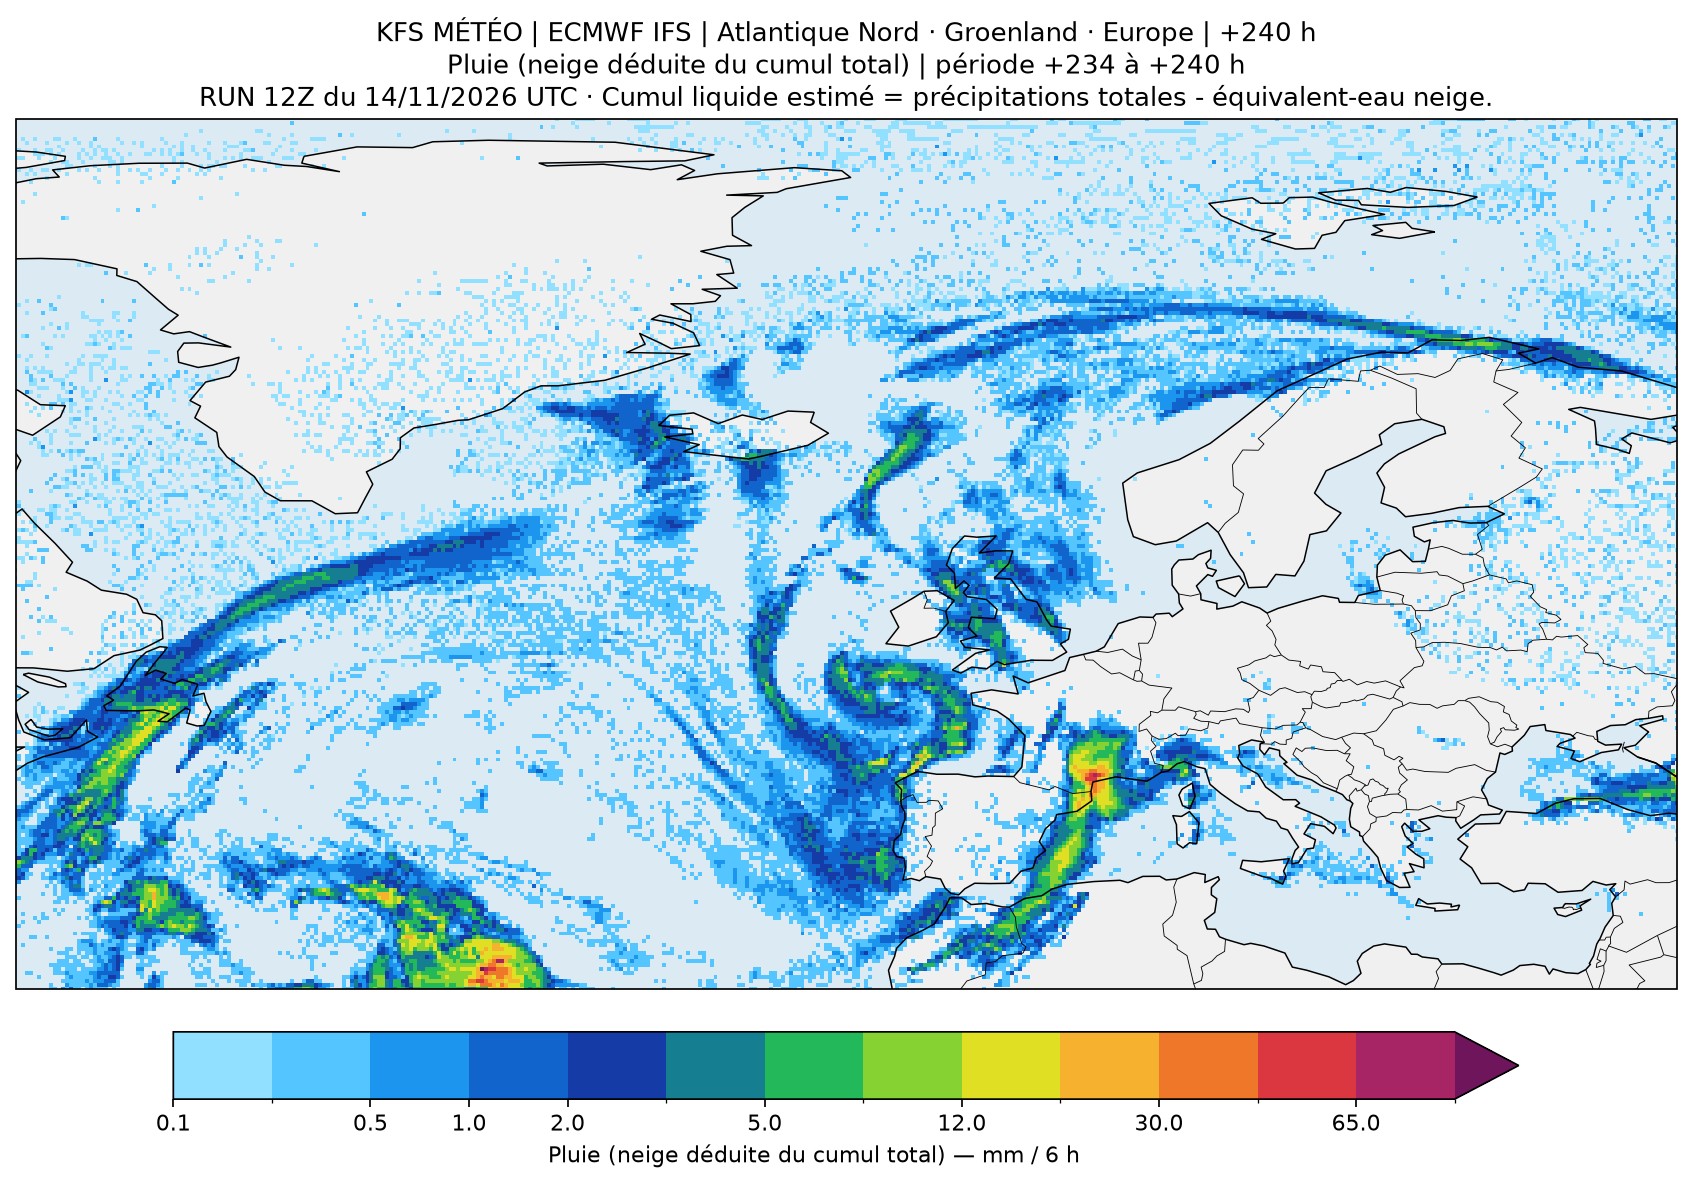 KFS MÉTÉO | ECMWF IFS | Atlantique Nord · Groenland · Europe | +240 h
Pluie (neige déduite du cumul total) | période +234 à +240 h
RUN 12Z du 14/11/2026 UTC · Cumul liquide estimé = précipitations totales - équivalent-eau neige.
0.1 0.5 1.0 2.0 5.0 12.0 30.0 65.0
Pluie (neige déduite du cumul total) — mm / 6 h